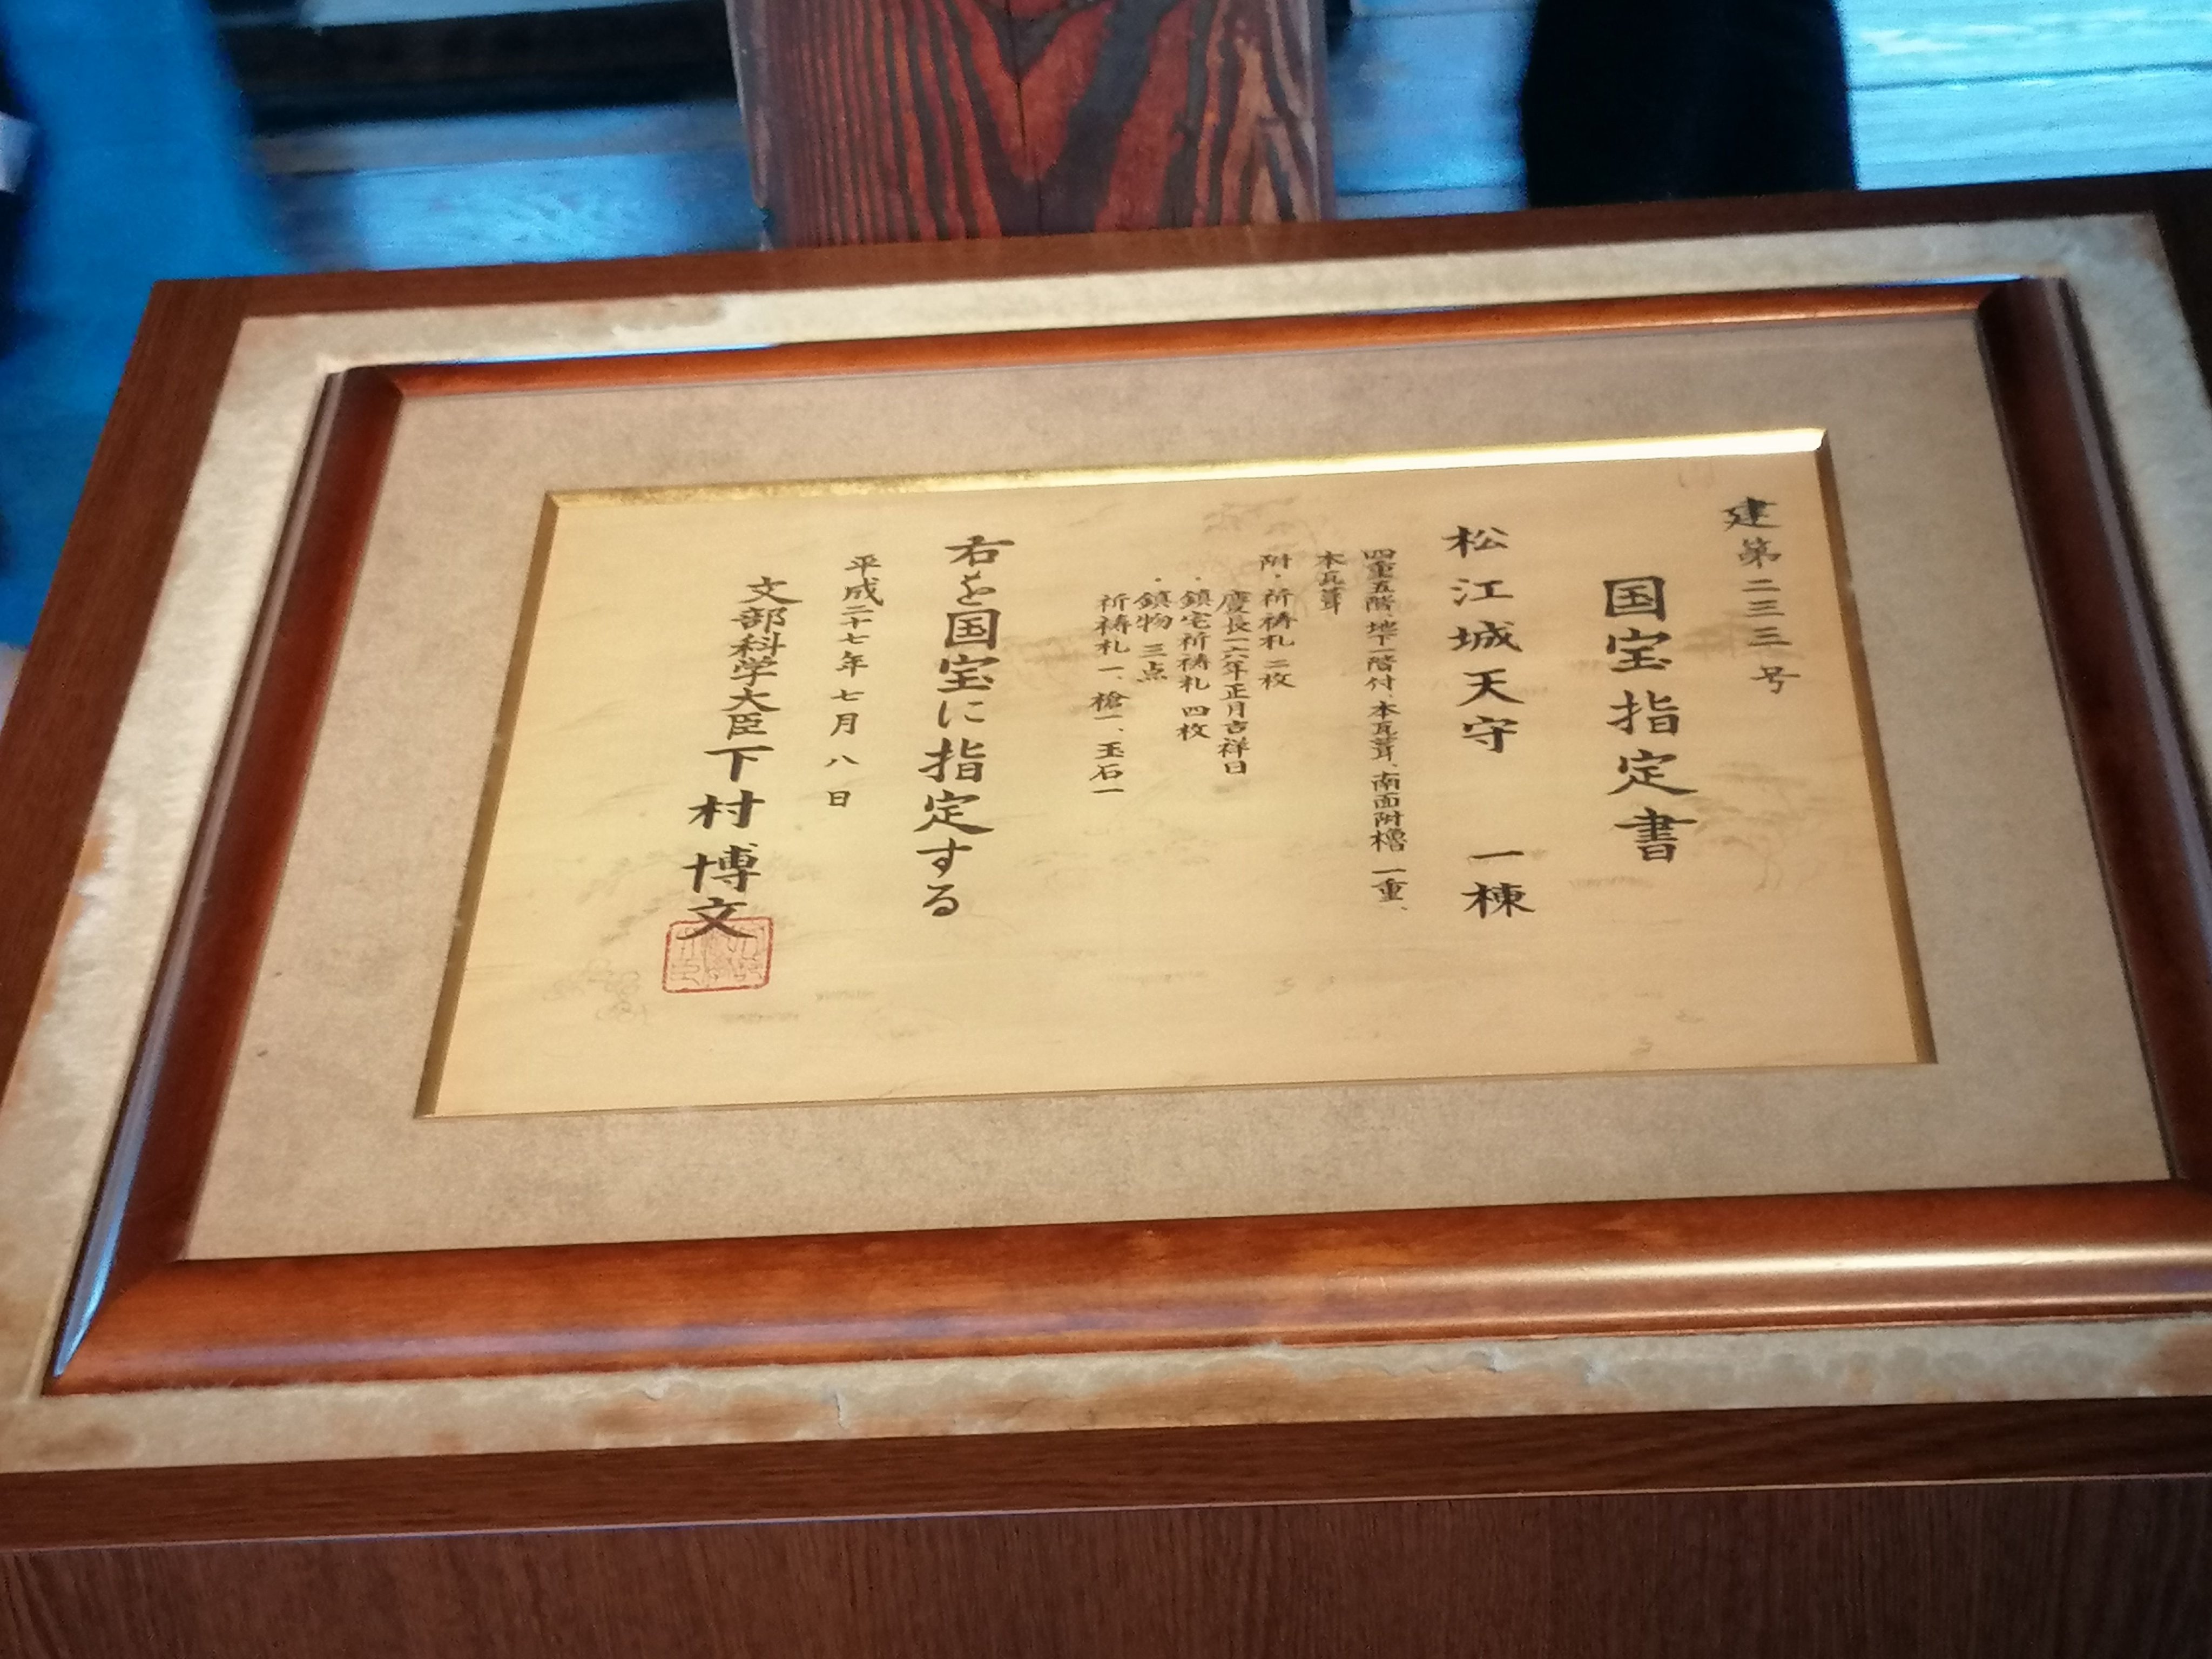 建第二三三号
国宝指定書
松江城天守 一棟
四重五階、地下一階付、本瓦葺、南面附櫓 一重、
本瓦葺
附・祈祷札 二枚
慶長一六年正月吉祥日
・鎮宅祈祷札 四枚
・鎮物 三点
祈祷札一、槍一、玉石一
右を国宝に指定する
平成二十七年七月八日
文部科学大臣 下村博文